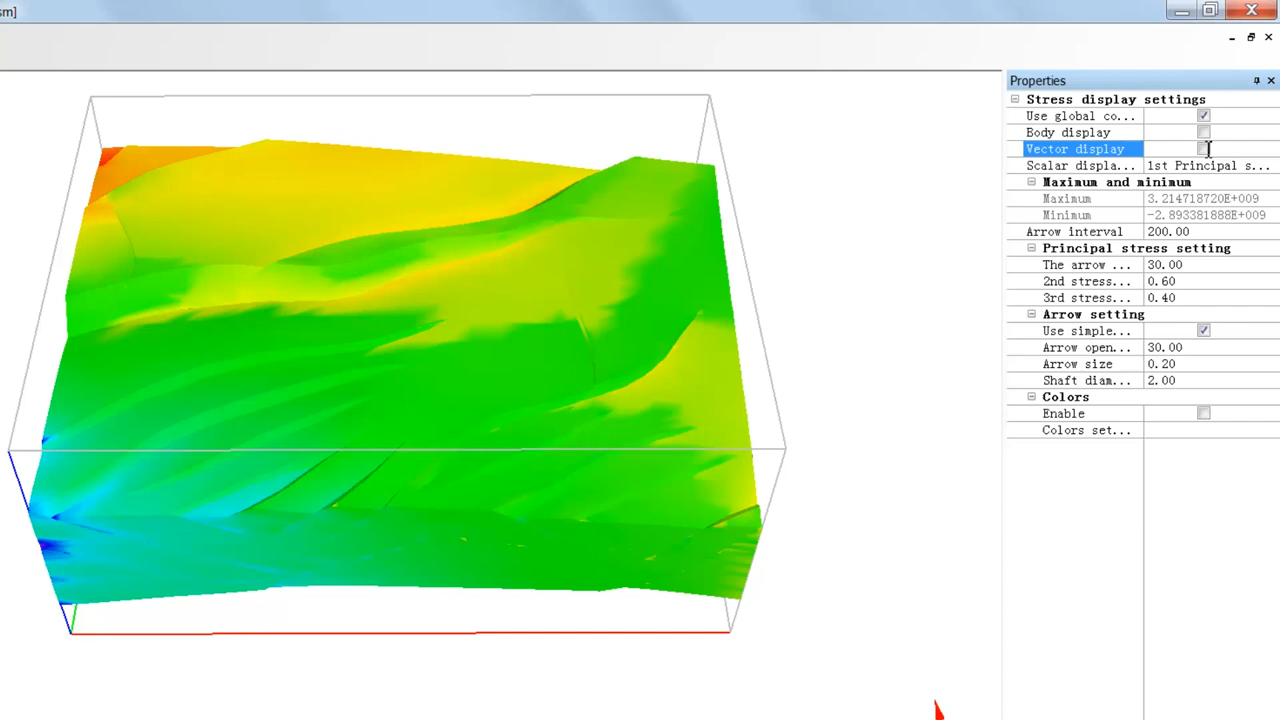 sm]
Properties
Stress display settings
Use global co...
Body display
Vector display
Scalar displa... 1st Principal s...
Maximum and minimum
Maximum 3.214718720E+009
Minimum -2.893381888E+009
Arrow interval 200.00
Principal stress setting
The arrow ... 30.00
2nd stress... 0.60
3rd stress... 0.40
Arrow setting
Use simple...
Arrow open... 30.00
Arrow size 0.20
Shaft diam... 2.00
Colors
Enable
Colors set...